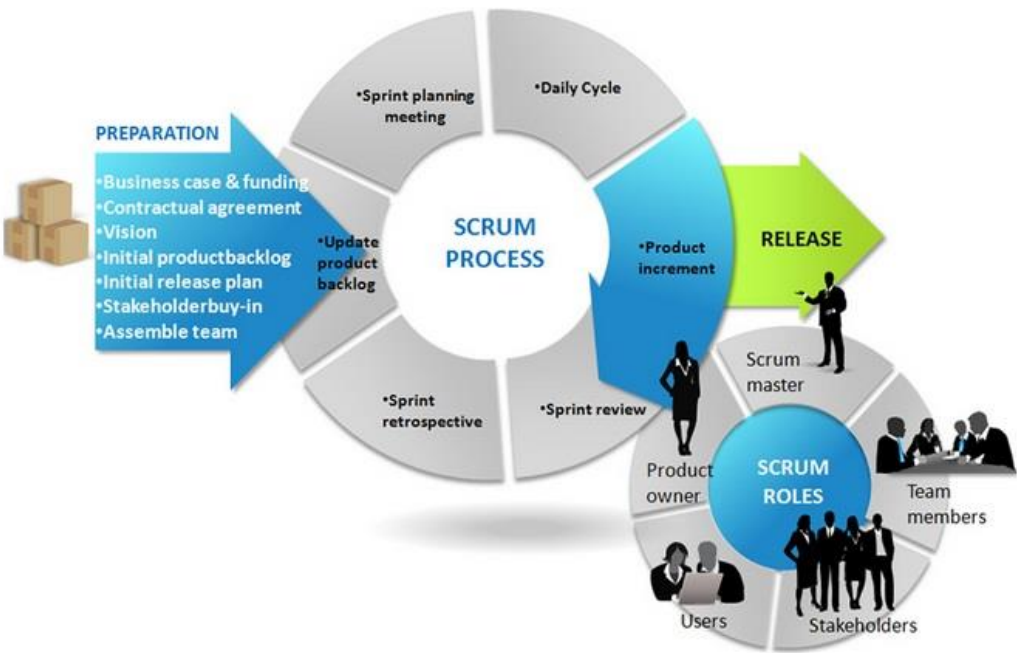 PREPARATION
•Business case & funding
•Contractual agreement
•Vision
•Initial productbacklog
•Initial release plan
•Stakeholderbuy-in
•Assemble team
•Sprint planning
meeting
•Daily Cycle
•Update
product
backlog
SCRUM
PROCESS
•Product
increment
RELEASE
•Sprint
retrospective
•Sprint review
Scrum
master
Product
owner
SCRUM
ROLES
Team
members
Users
Stakeholders